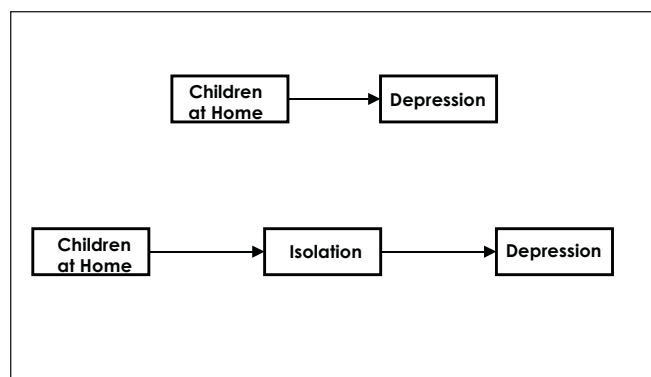 Children
at Home
Depression
Children
at Home
Isolation
Depression